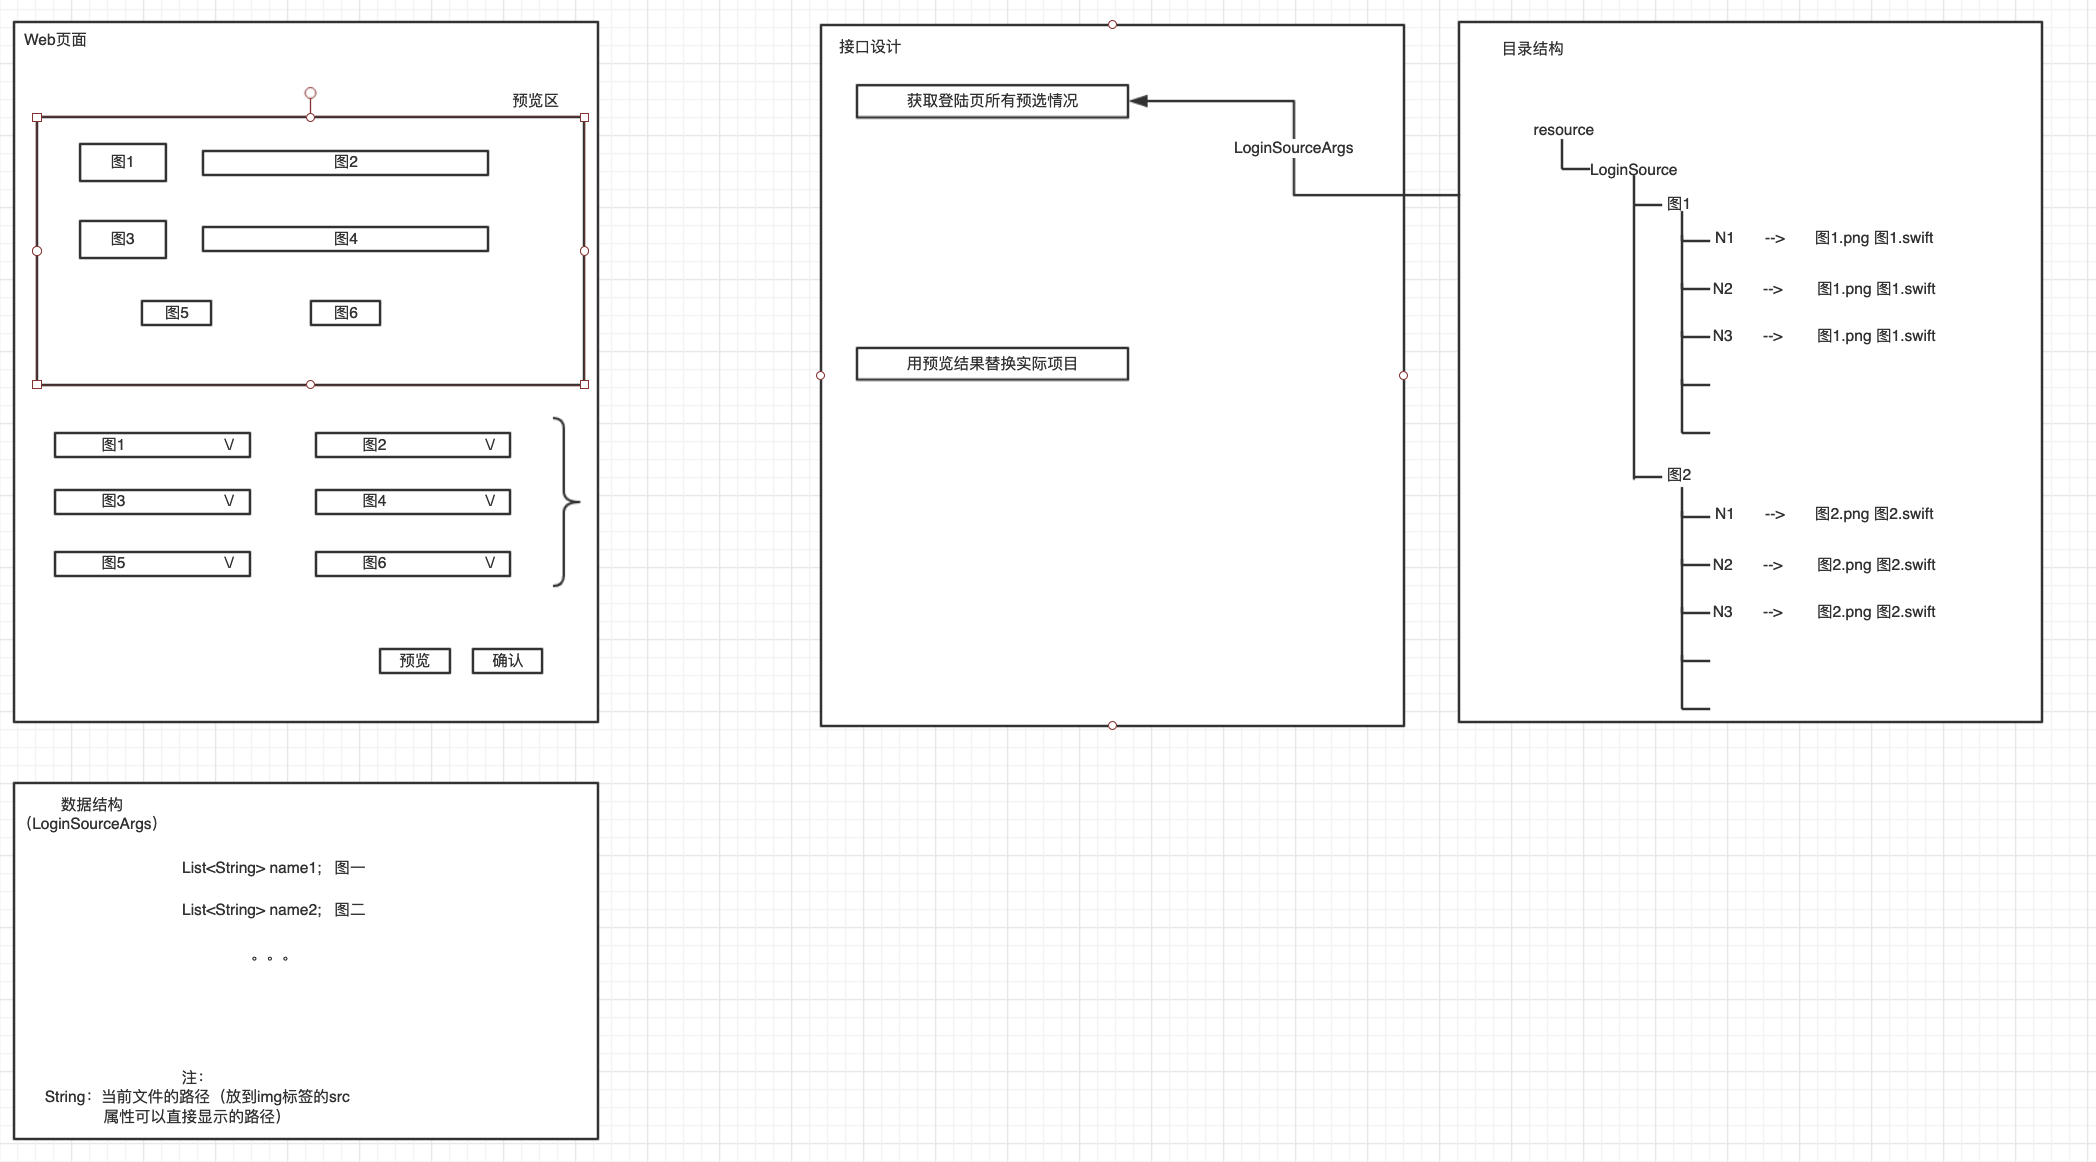 Web页面
预览区
图1
图2
图3
图4
图5
图6
图1 V
图2 V
图3 V
图4 V
图5 V
图6 V
预览
确认
接口设计
获取登陆页所有预选情况
LoginSourceArgs
用预览结果替换实际项目
目录结构
resource
LoginSource
图1
N1 --> 图1.png 图1.swift
N2 --> 图1.png 图1.swift
N3 --> 图1.png 图1.swift
图2
N1 --> 图2.png 图2.swift
N2 --> 图2.png 图2.swift
N3 --> 图2.png 图2.swift
数据结构
（LoginSourceArgs）
List<String> name1; 图一
List<String> name2; 图二
。。。
注：
String：当前文件的路径（放到img标签的src
属性可以直接显示的路径）